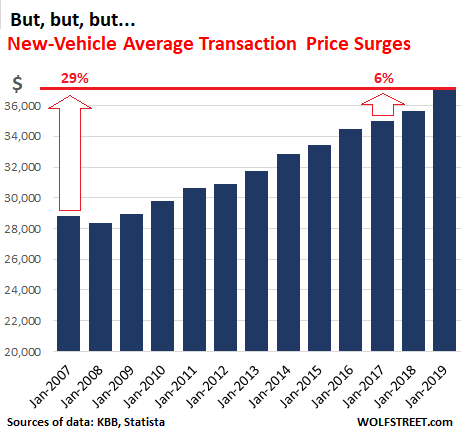 But, but, but...
New-Vehicle Average Transaction Price Surges
$
29%
6%
36,000
34,000
32,000
30,000
28,000
26,000
24,000
22,000
20,000
Jan-2007
Jan-2008
Jan-2009
Jan-2010
Jan-2011
Jan-2012
Jan-2013
Jan-2014
Jan-2015
Jan-2016
Jan-2017
Jan-2018
Jan-2019
Sources of data: KBB, Statista
WOLFSTREET.com